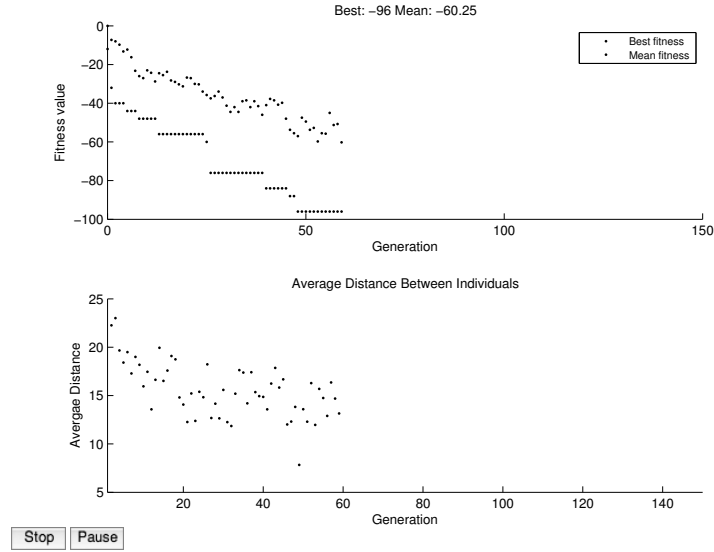 Best: −96 Mean: −60.25
0
−20
−40
−60
−80
−100
Fitness value
Best fitness
Mean fitness
0
50
100
150
Generation
Average Distance Between Individuals
25
20
15
10
5
Avergae Distance
20
40
60
80
100
120
140
Generation
Stop
Pause